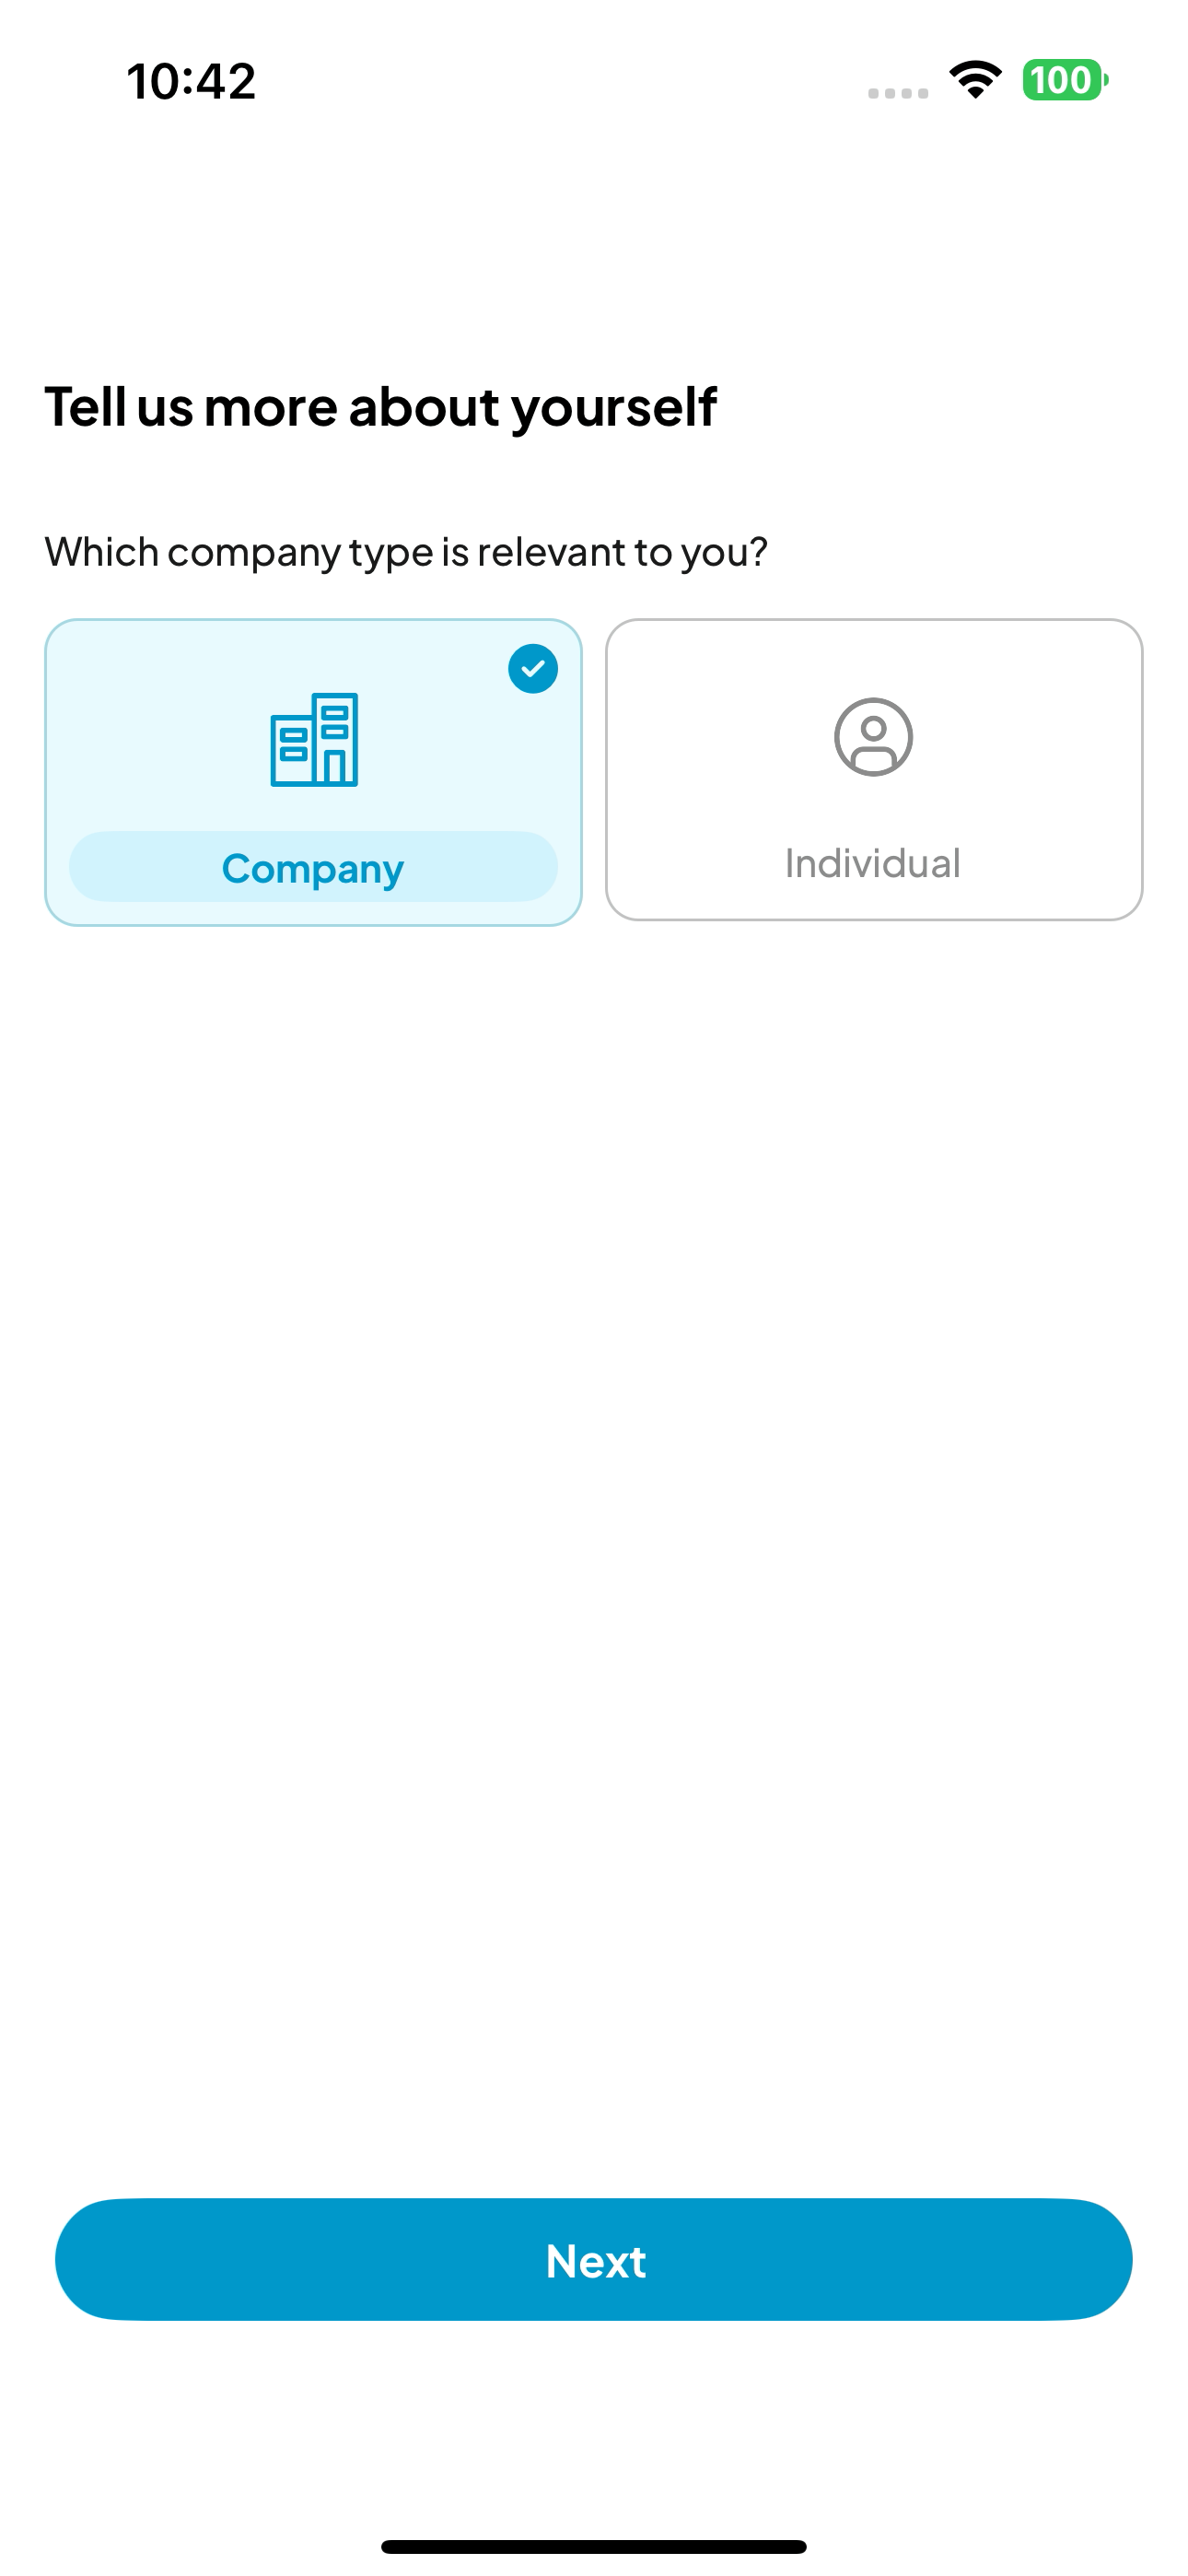 10:42
100
Tell us more about yourself
Which company type is relevant to you?
Company
Individual
Next